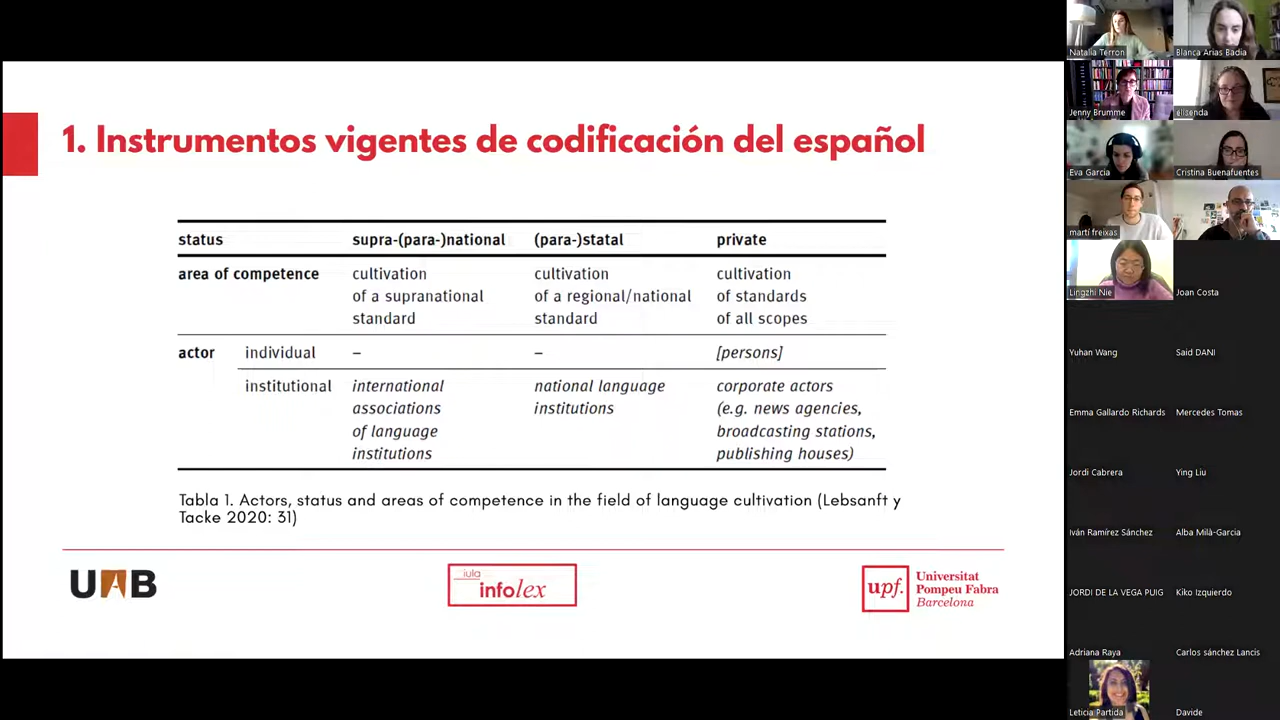 1. Instrumentos vigentes de codificación del español
status supra-(para-)national (para-)statal private
area of competence cultivation cultivation cultivation
of a supranational of a regional/national of standards
standard standard of all scopes
actor individual – – [persons]
institutional international national language corporate actors
associations institutions (e.g. news agencies,
of language broadcasting stations,
institutions publishing houses)
Tabla 1. Actors, status and areas of competence in the field of language cultivation (Lebsanft y
Tacke 2020: 31)
UAB
iula
infolex
upf.
Universitat
Pompeu Fabra
Barcelona
Natalia Terrón Blanca Arias Badia
Jenny Brumme elisenda
Eva Garcia Cristina Buenafuentes
martí freixas
Lingzhi Nie Joan Costa
Yuhan Wang Said DANI
Emma Gallardo Richards Mercedes Tomas
Jordi Cabrera Ying Liu
Iván Ramírez Sánchez Alba Milà-Garcia
JORDI DE LA VEGA PUIG Kiko Izquierdo
Adriana Raya Carlos sánchez Lancis
Leticia Partida Davide